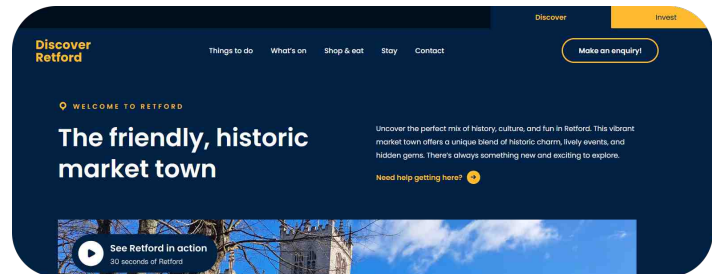 Discover
Invest
Discover
Retford
Things to do
What's on
Shop & eat
Stay
Contact
Make an enquiry!
WELCOME TO RETFORD
The friendly, historic
market town
Uncover the perfect mix of history, culture, and fun in Retford. This vibrant
market town offers a unique blend of historic charm, lively events, and
hidden gems. There's always something new and exciting to explore.
Need help getting here?
See Retford in action
30 seconds of Retford